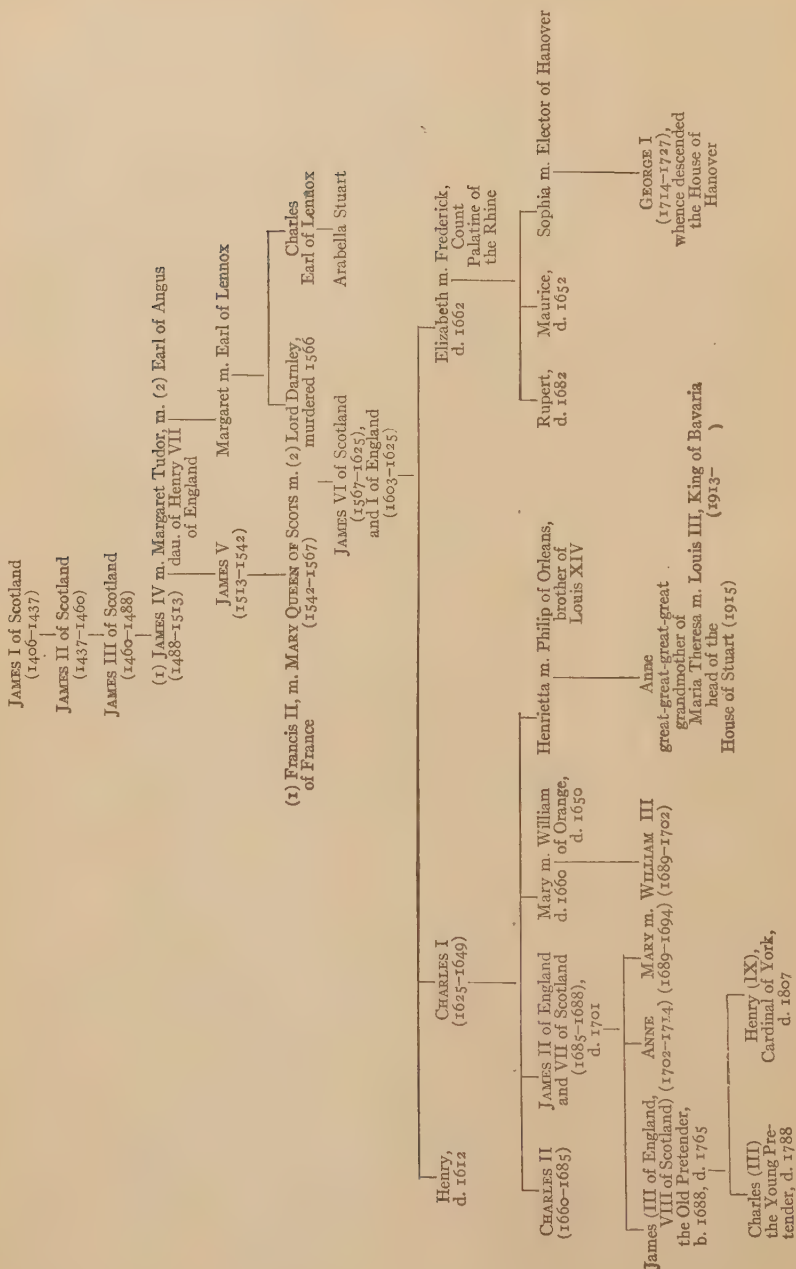 JAMES I of Scotland
(1406–1437)
JAMES II of Scotland
(1437–1460)
JAMES III of Scotland
(1460–1488)
(1) JAMES IV m. Margaret Tudor, m. (2) Earl of Angus
(1488–1513) dau. of Henry VII
of England
JAMES V
(1513–1542)
Margaret m. Earl of Lennox
(1) Francis II, m. MARY QUEEN OF SCOTS m. (2) Lord Darnley,
of France (1542–1567) murdered 1566
Charles
Earl of Lennox
JAMES VI of Scotland
(1567–1625),
and I of England
(1603–1625)
Arabella Stuart
Henry,
d. 1612
CHARLES I
(1625–1649)
Elizabeth m. Frederick,
d. 1662 Count
Palatine of
the Rhine
CHARLES II
(1660–1685)
JAMES II of England
and VII of Scotland
(1685–1688),
d. 1701
Mary m. William
d. 1660 of Orange,
d. 1650
Henrietta m. Philip of Orleans,
brother of
Louis XIV
Rupert,
d. 1682
Maurice,
d. 1652
Sophia m. Elector of Hanover
James (III of England,
VIII of Scotland)
the Old Pretender,
b. 1688, d. 1765
ANNE
(1702–1714)
MARY m. WILLIAM III
(1689–1694) (1689–1702)
Anne
great-great-great-great
grandmother of
Maria Theresa m. Louis III, King of Bavaria
head of the (1913– )
House of Stuart (1915)
GEORGE I
(1714–1727),
whence descended
the House of
Hanover
Charles (III)
the Young Pre-
tender, d. 1788
Henry (IX),
Cardinal of York,
d. 1807